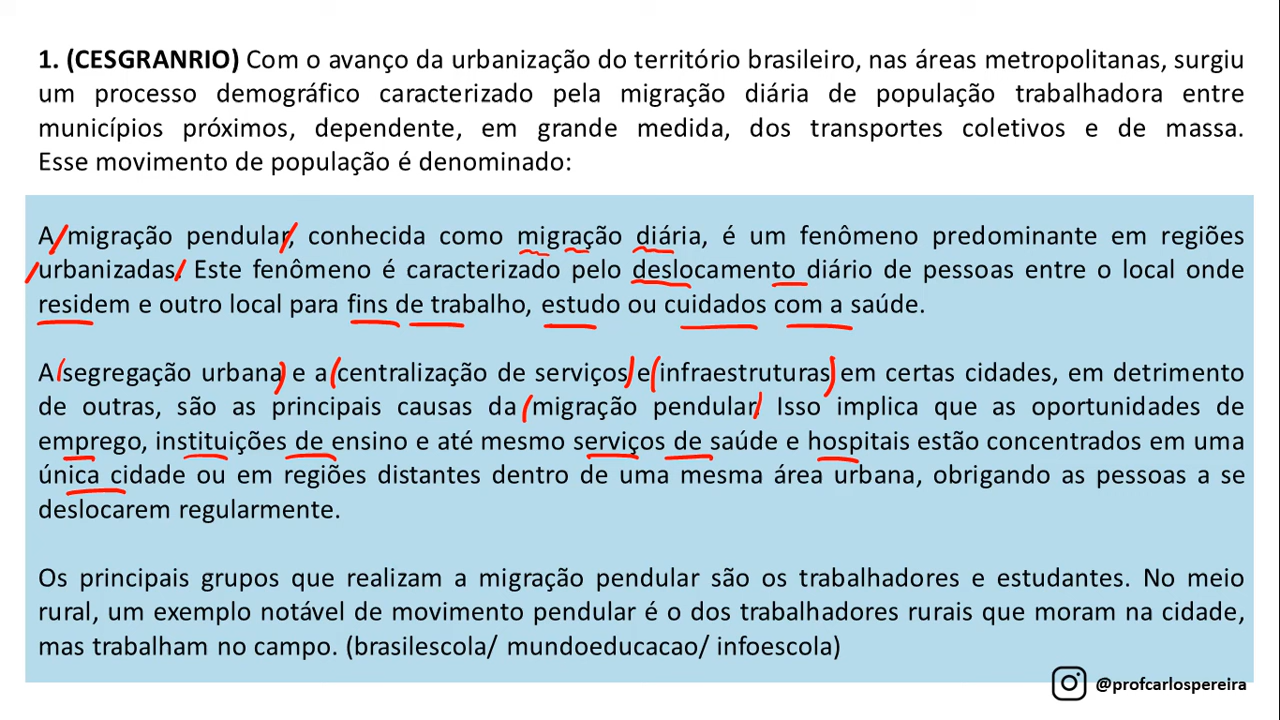 1. (CESGRANRIO) Com o avanço da urbanização do território brasileiro, nas áreas metropolitanas, surgiu
um processo demográfico caracterizado pela migração diária de população trabalhadora entre
municípios próximos, dependente, em grande medida, dos transportes coletivos e de massa.
Esse movimento de população é denominado:
A migração pendular, conhecida como migração diária, é um fenômeno predominante em regiões
urbanizadas. Este fenômeno é caracterizado pelo deslocamento diário de pessoas entre o local onde
residem e outro local para fins de trabalho, estudo ou cuidados com a saúde.
A segregação urbana e a centralização de serviços e infraestruturas em certas cidades, em detrimento
de outras, são as principais causas da migração pendular. Isso implica que as oportunidades de
emprego, instituições de ensino e até mesmo serviços de saúde e hospitais estão concentrados em uma
única cidade ou em regiões distantes dentro de uma mesma área urbana, obrigando as pessoas a se
deslocarem regularmente.
Os principais grupos que realizam a migração pendular são os trabalhadores e estudantes. No meio
rural, um exemplo notável de movimento pendular é o dos trabalhadores rurais que moram na cidade,
mas trabalham no campo. (brasilescola/ mundoeducacao/ infoescola)
@profcarlospereira